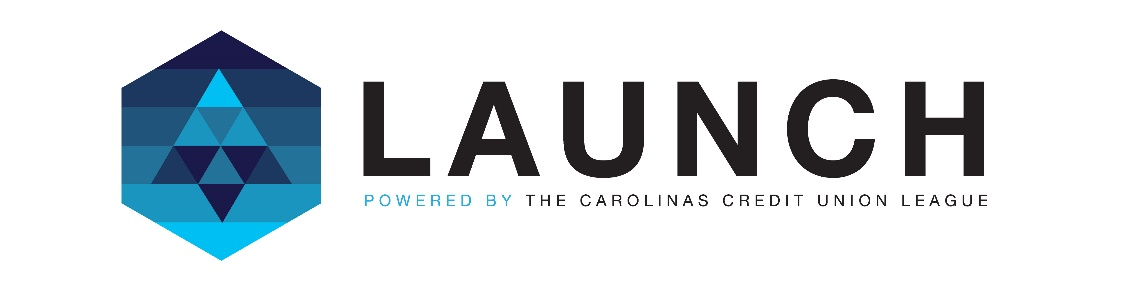 LAUNCH
POWERED BY THE CAROLINAS CREDIT UNION LEAGUE